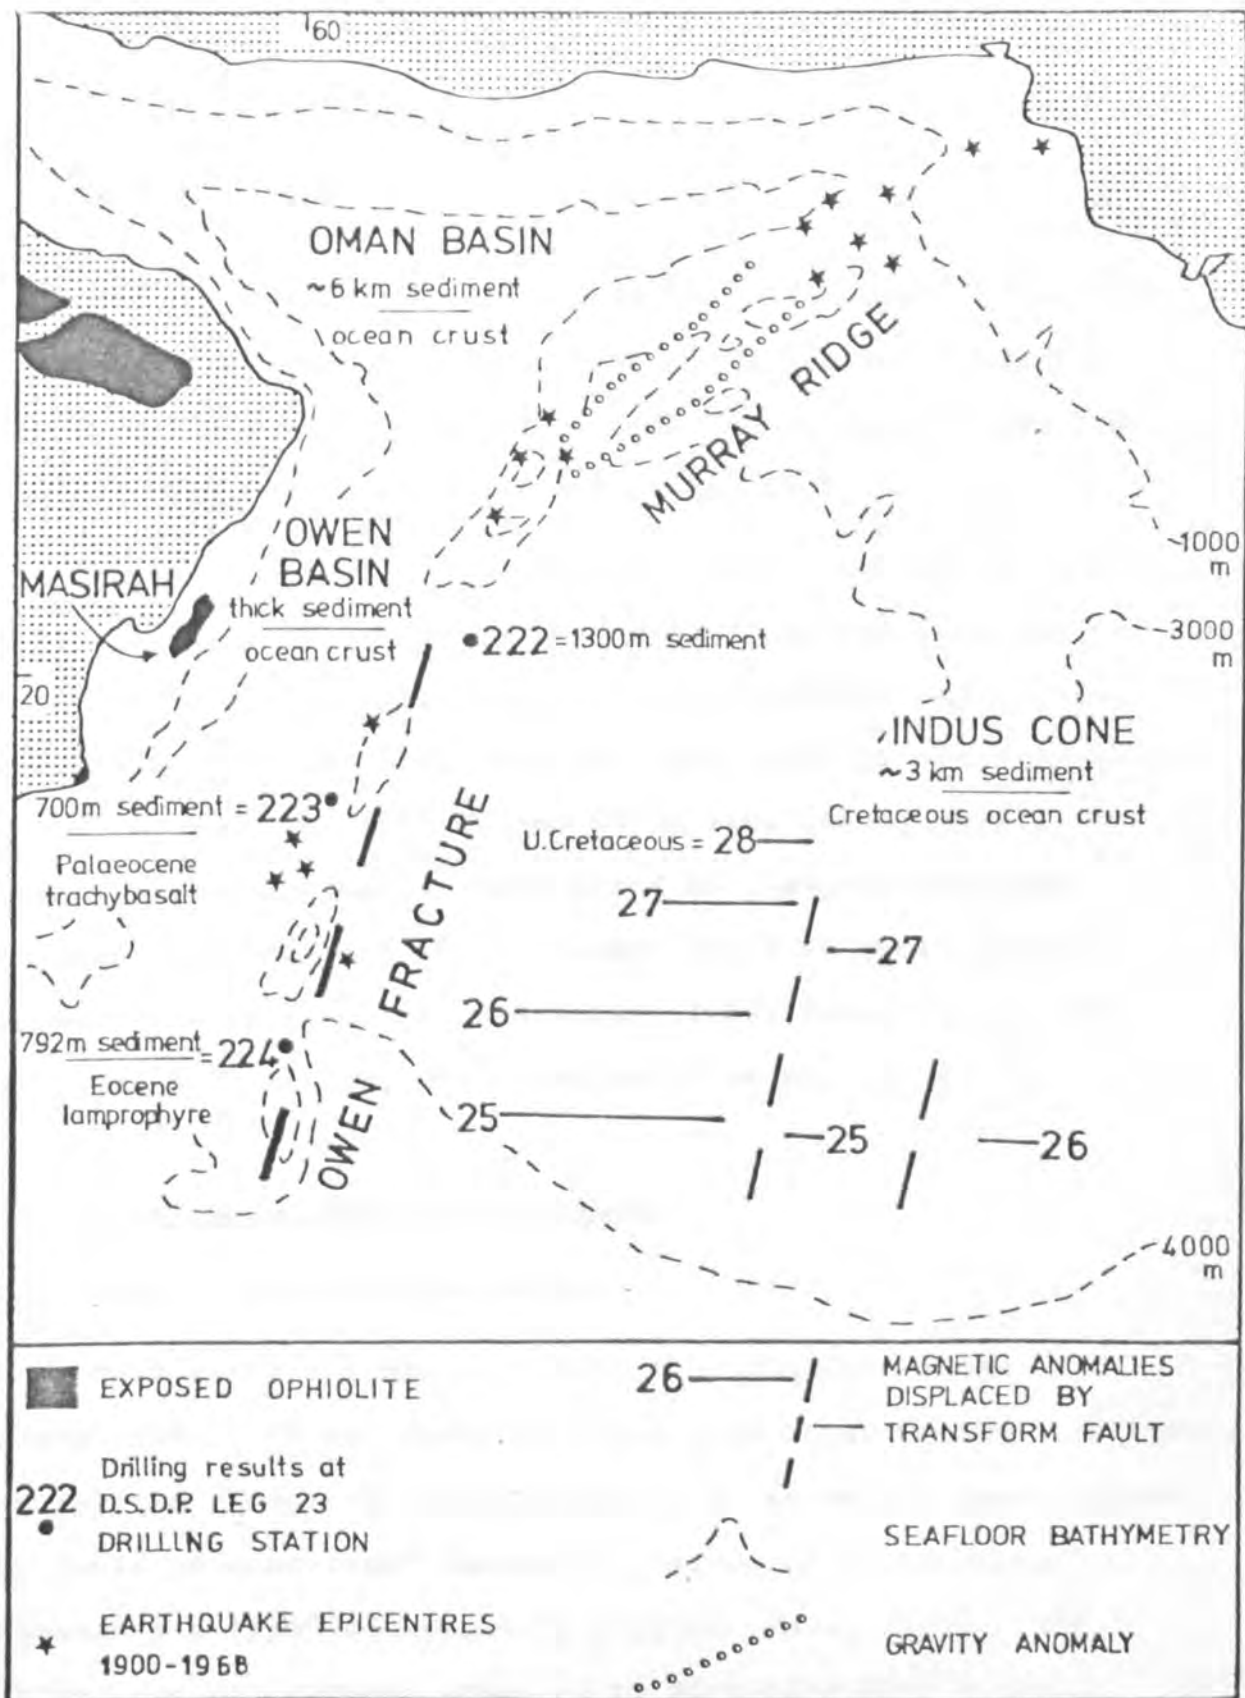 60
OMAN BASIN
~6 km sediment
ocean crust
MURRAY RIDGE
OWEN
BASIN
thick sediment
ocean crust
MASIRAH
1000
m
222 = 1300m sediment
3000
m
20
INDUS CONE
~3 km sediment
Cretaceous ocean crust
700m sediment = 223
Palaeocene
trachybasalt
U.Cretaceous = 28
27
27
OWEN FRACTURE
26
792m sediment = 224
Eocene
lamprophyre
25
25
26
4000
m
EXPOSED OPHIOLITE
26
MAGNETIC ANOMALIES
DISPLACED BY
TRANSFORM FAULT
Drilling results at
222 D.S.D.P. LEG 23
DRILLING STATION
SEAFLOOR BATHYMETRY
EARTHQUAKE EPICENTRES
1900-1968
GRAVITY ANOMALY